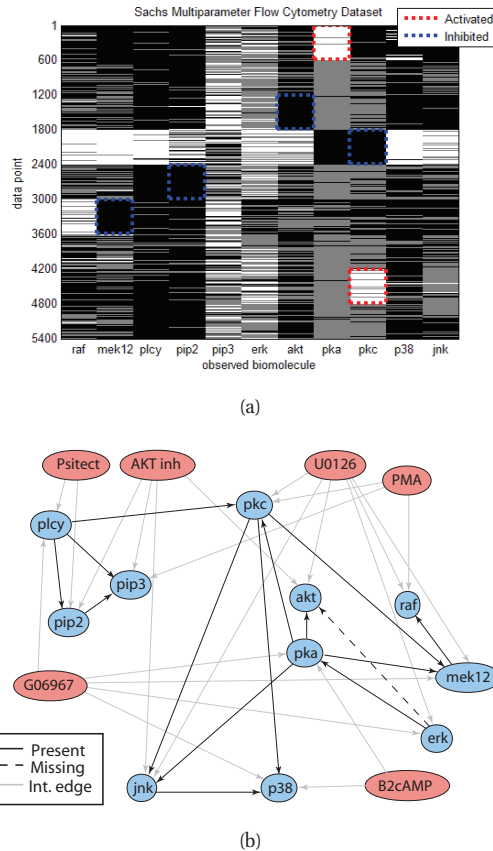 Sachs Multiparameter Flow Cytometry Dataset
Activated
Inhibited
data point
1
600
1200
1800
2400
3000
3600
4200
4800
5400
raf mek12 plcy pip2 pip3 erk akt pka pkc p38 jnk
observed biomolecule
(a)
Psitect AKT inh U0126 PMA
plcy pkc
pip3 akt raf
pip2
pka
G06967 mek12
erk
Present
Missing
Int. edge
jnk p38 B2cAMP
(b)